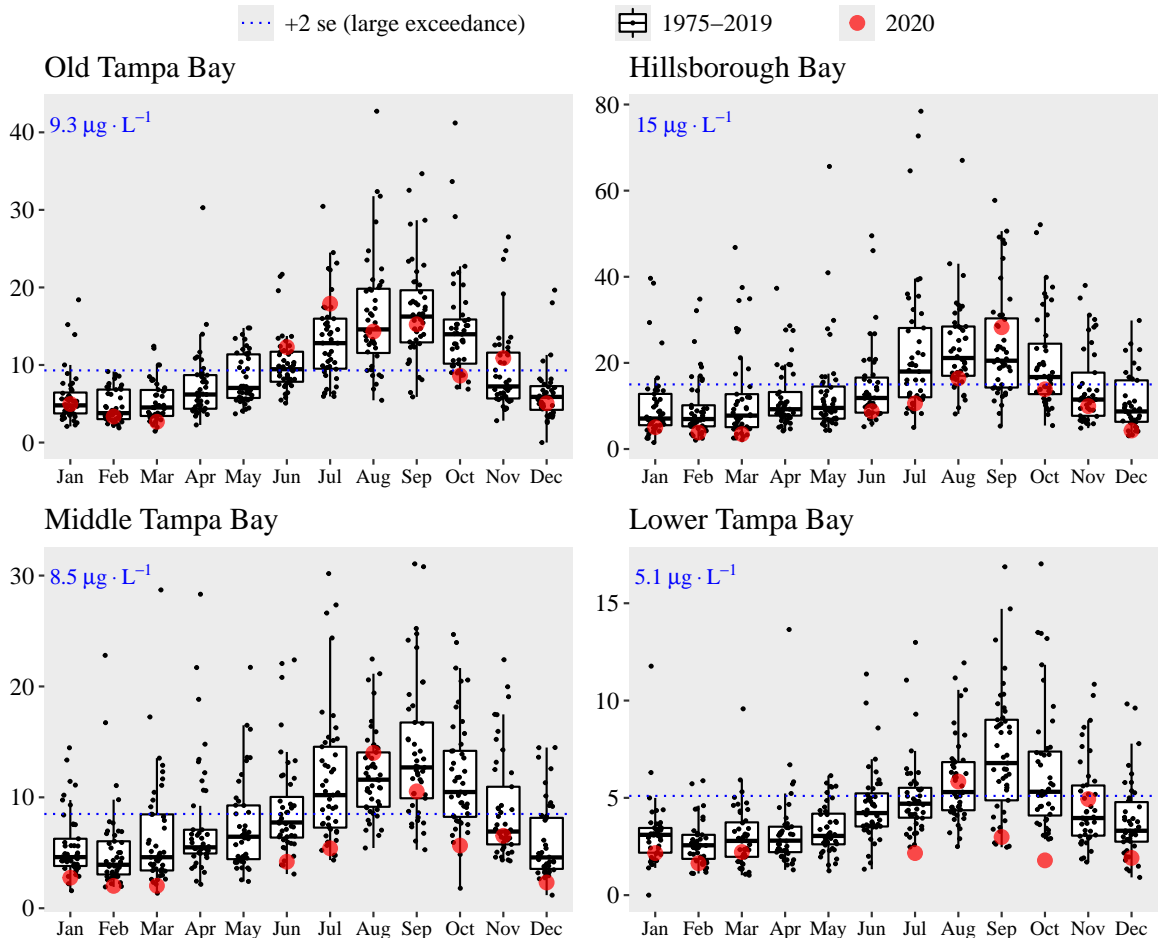 +2 se (large exceedance) 1975–2019 2020
Old Tampa Bay
9.3 μg · L⁻¹
40
30
20
10
0
Jan Feb Mar Apr May Jun Jul Aug Sep Oct Nov Dec
Hillsborough Bay
15 μg · L⁻¹
80
60
40
20
0
Jan Feb Mar Apr May Jun Jul Aug Sep Oct Nov Dec
Middle Tampa Bay
8.5 μg · L⁻¹
30
20
10
0
Jan Feb Mar Apr May Jun Jul Aug Sep Oct Nov Dec
Lower Tampa Bay
5.1 μg · L⁻¹
15
10
5
0
Jan Feb Mar Apr May Jun Jul Aug Sep Oct Nov Dec